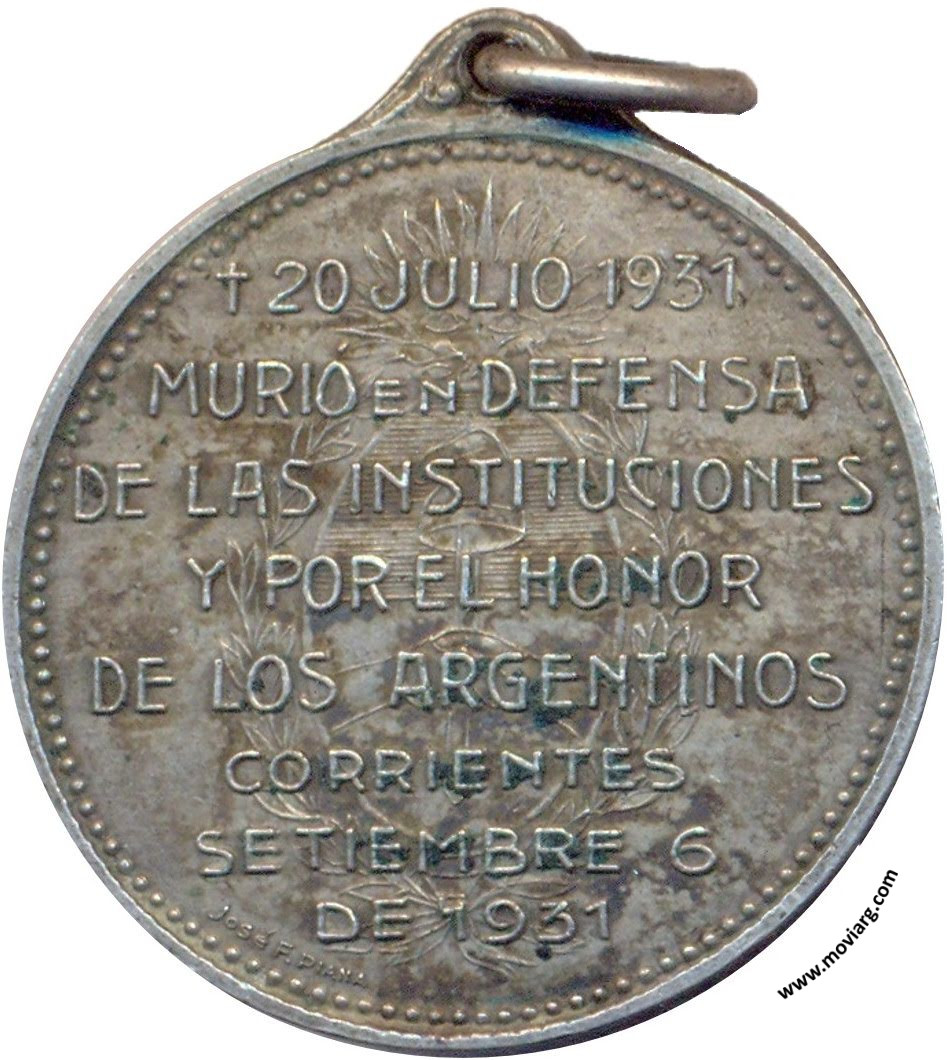 † 20 JULIO 1931
MURIO EN DEFENSA
DE LAS INSTITUCIONES
Y POR EL HONOR
DE LOS ARGENTINOS
CORRIENTES
SETIEMBRE 6
DE 1931
JOSÉ F. PIANA
www.moviarg.com